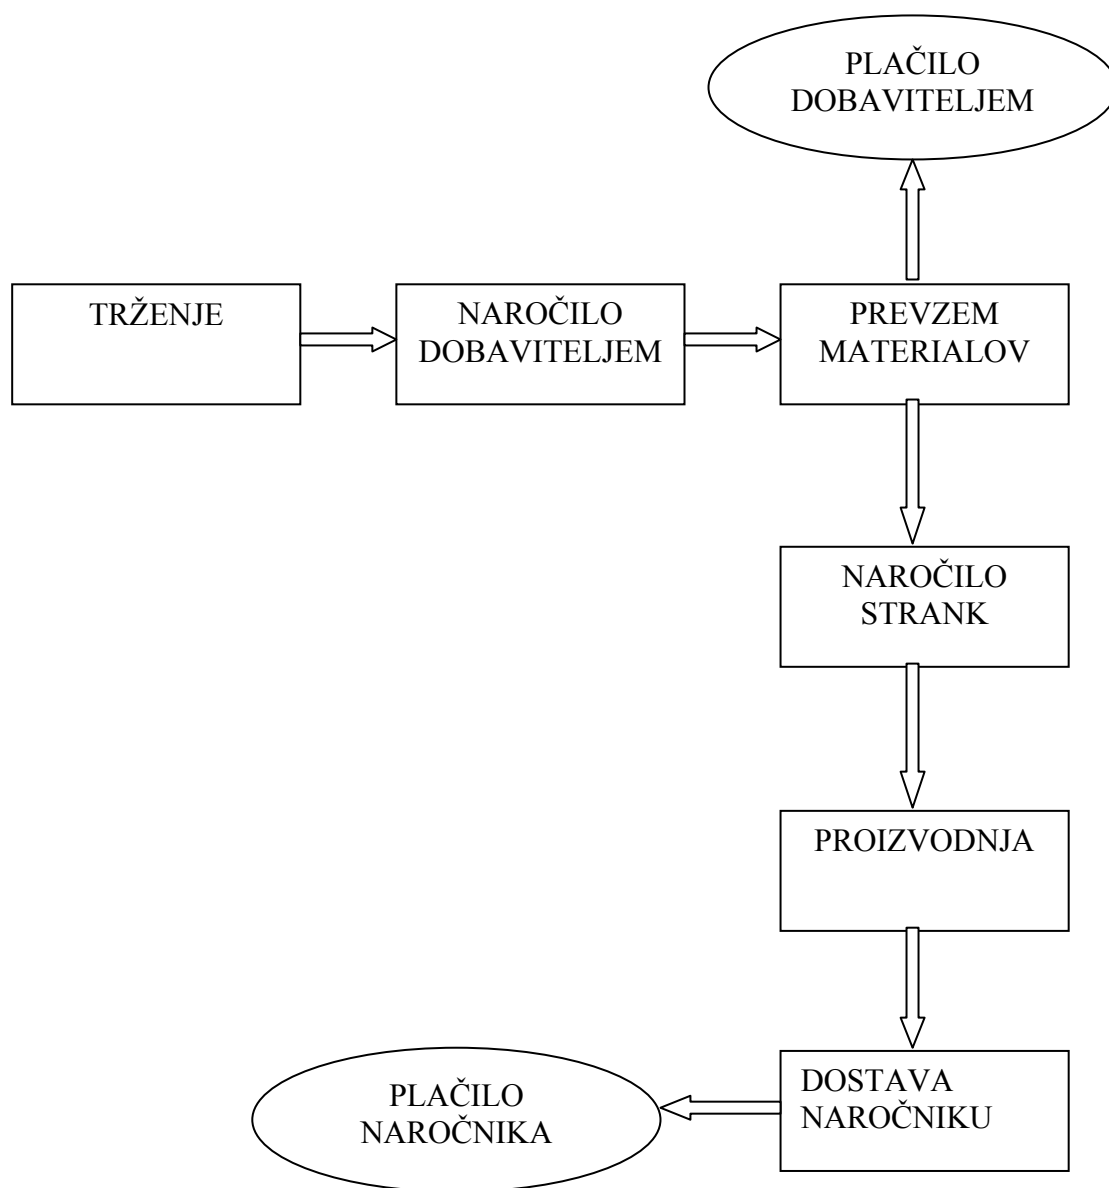 PLAČILO
DOBAVITELJEM
TRŽENJE
NAROČILO
DOBAVITELJEM
PREVZEM
MATERIALOV
NAROČILO
STRANK
PROIZVODNJA
DOSTAVA
NAROČNIKU
PLAČILO
NAROČNIKA